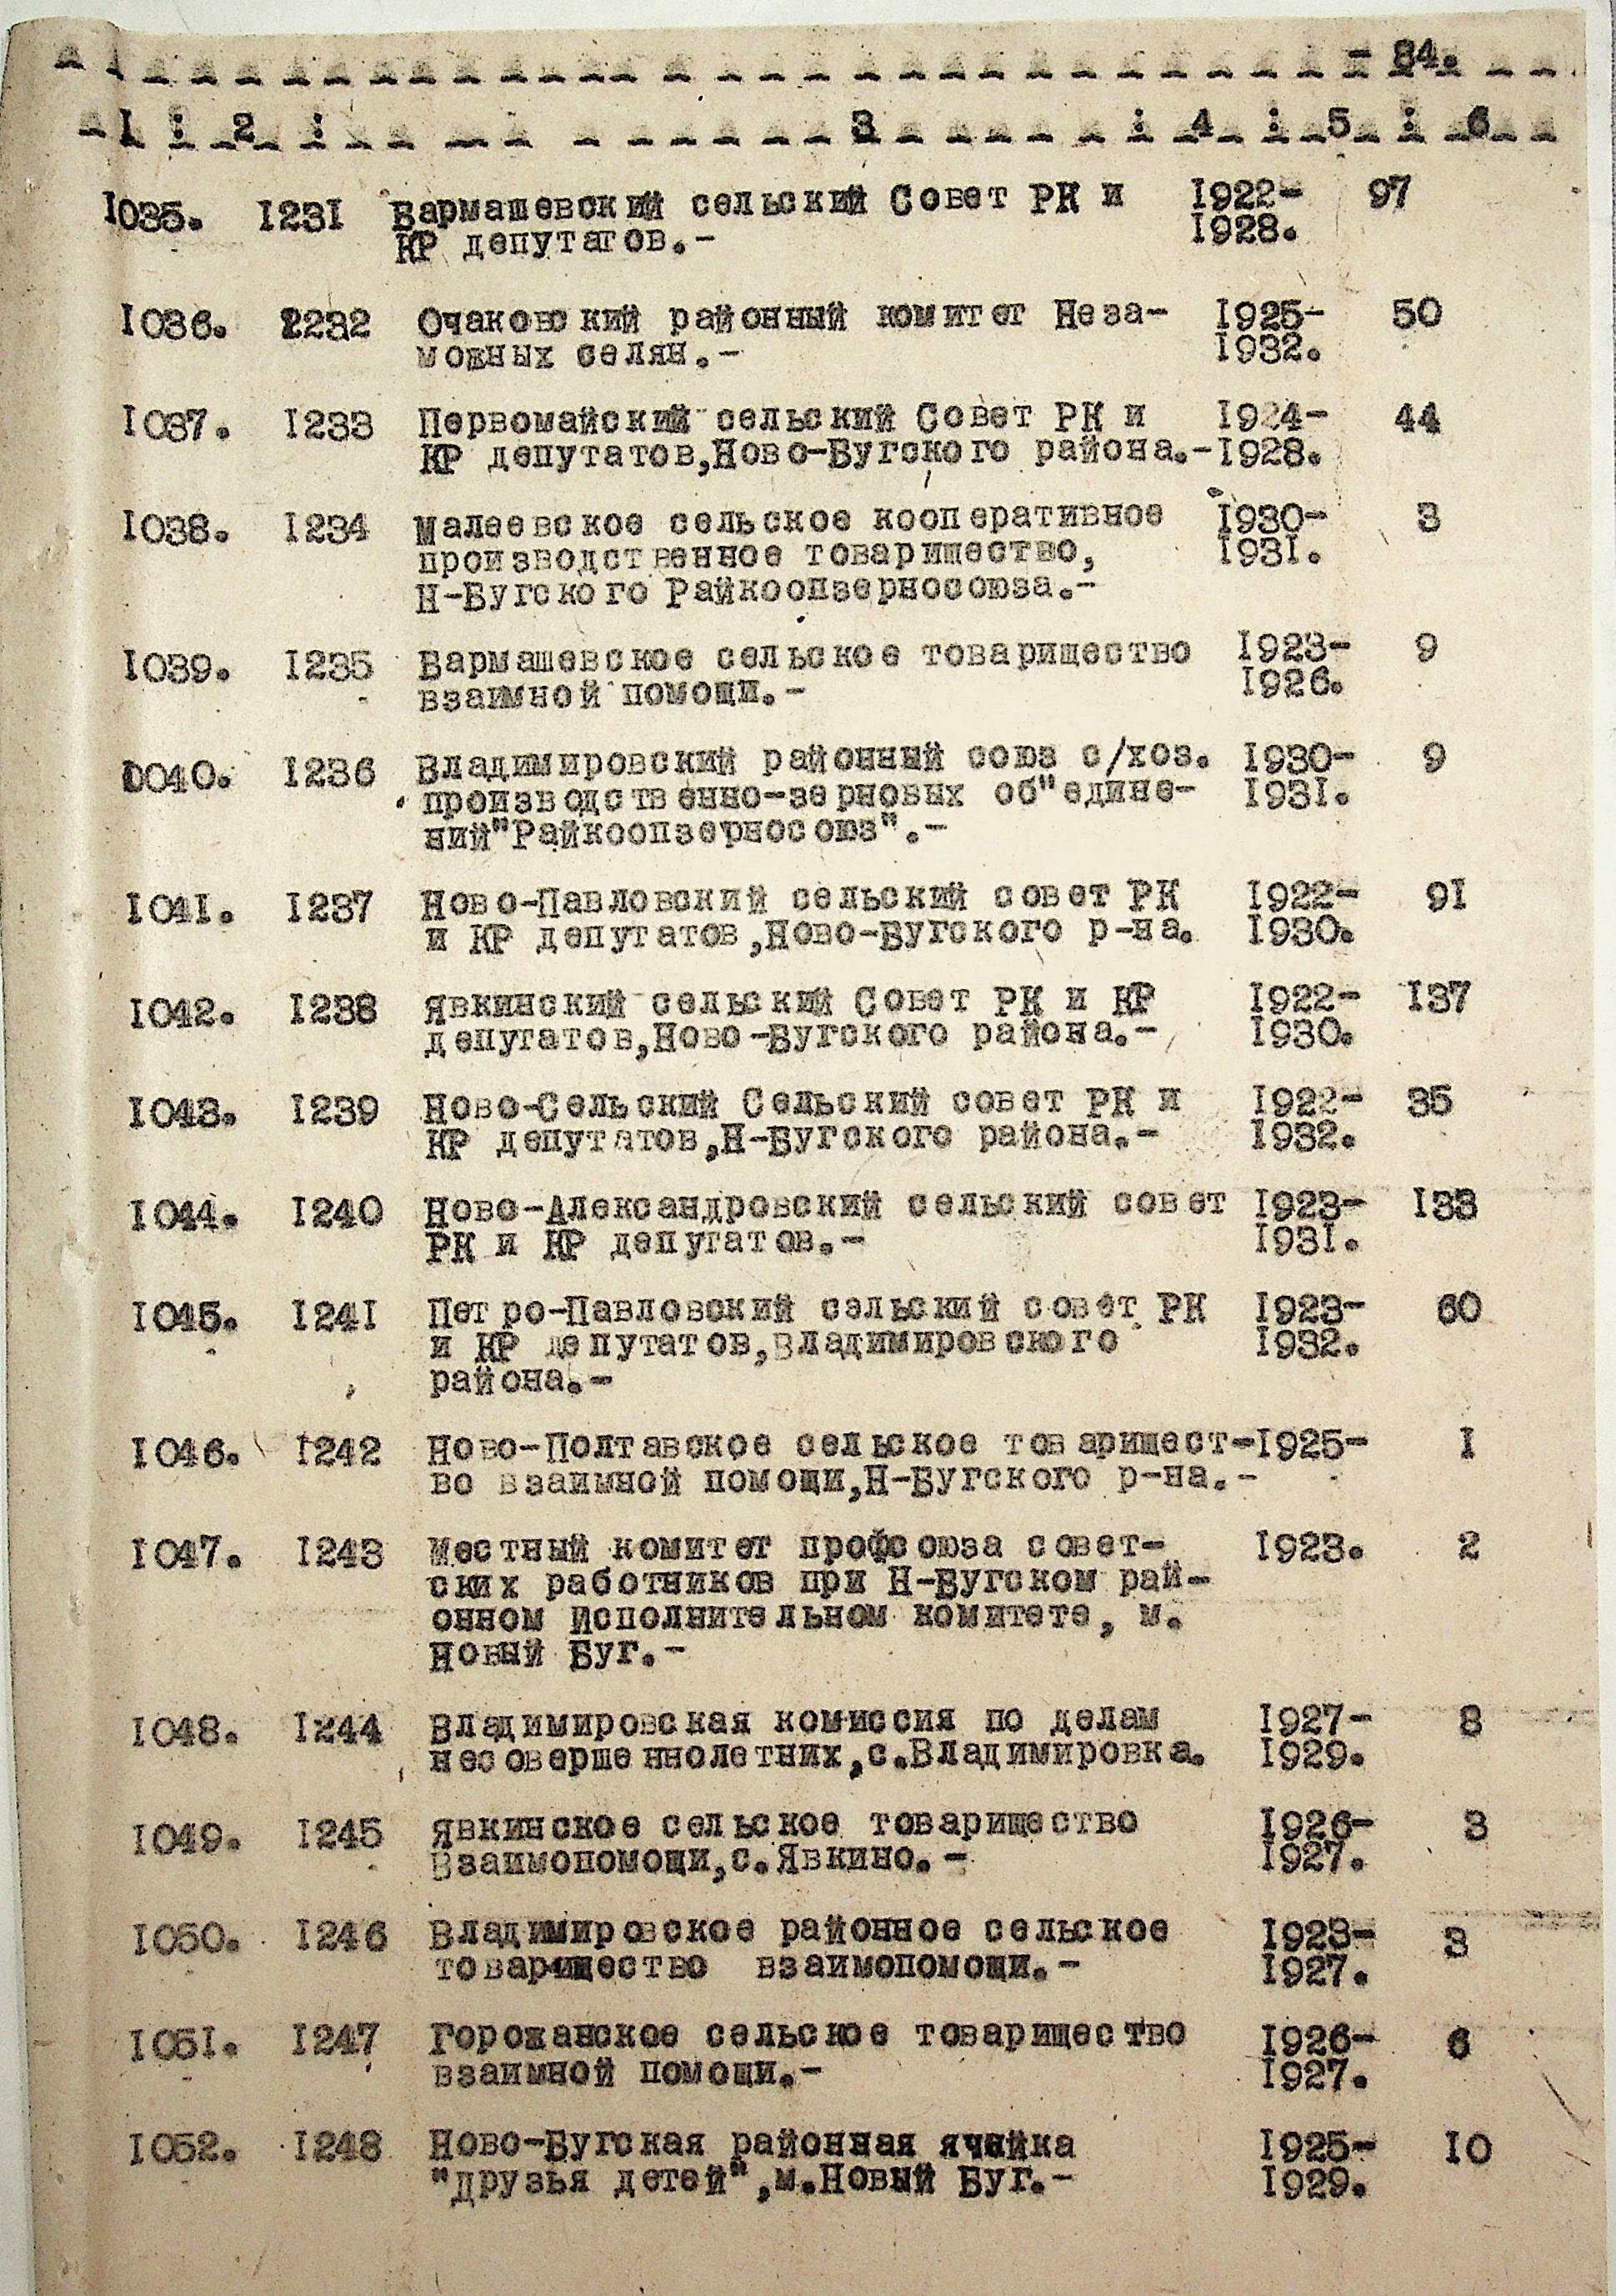 - 84.
1 : 2 : 3 : 4 : 5 : 6
1035. 1231 Вармашевский сельский Совет РК и 1922- 97
КР депутатов.- 1928.
1036. 1232 Очаковский районный комитет Неза- 1925- 50
можных селян.- 1932.
1037. 1233 Первомайский сельский Совет РК и 1924- 44
КР депутатов,Ново-Бугского района.-1928.
1038. 1234 Малеевское сельское кооперативное 1930- 3
производственное товарищество, 1931.
Н-Бугского Райкоопзерносоюза.-
1039. 1235 Вармашевское сельское товарищество 1923- 9
взаимной помощи.- 1926.
1040. 1236 Владимировский районный союз с/хоз. 1930- 9
производственно-зерновых об"едине- 1931.
ний"Райкоопзерносоюз".-
1041. 1237 Ново-Павловский сельский совет РК 1922- 91
и КР депутатов,Ново-Бугского р-на. 1930.
1042. 1238 Явкинский сельский Совет РК и КР 1922- 137
депутатов,Ново-Бугского района.- 1930.
1043. 1239 Ново-Сельский Сельский совет РК и 1922- 35
КР депутатов,Н-Бугского района.- 1932.
1044. 1240 Ново-Александровский сельский совет 1923- 133
РК и КР депутатов.- 1931.
1045. 1241 Петро-Павловский сельский совет РК 1923- 60
и КР депутатов,Владимировского 1932.
района.-
1046. 1242 Ново-Полтавское сельское товарищест-1925- 1
во взаимной помощи,Н-Бугского р-на.-
1047. 1243 Местный комитет профсоюза совет- 1923. 2
ских работников при Н-Бугском рай-
онном Исполнительном комитете, м.
Новый Буг.-
1048. 1244 Владимировская комиссия по делам 1927- 8
несовершеннолетних,с.Владимировка. 1929.
1049. 1245 Явкинское сельское товарищество 1926- 3
Взаимопомощи,с.Явкино.- 1927.
1050. 1246 Владимировское районное сельское 1923- 3
товарищество взаимопомощи.- 1927.
1051. 1247 Горожанское сельское товарищество 1926- 6
взаимной помощи.- 1927.
1052. 1248 Ново-Бугская районная ячейка 1925- 10
"Друзья детей",м.Новый Буг.- 1929.